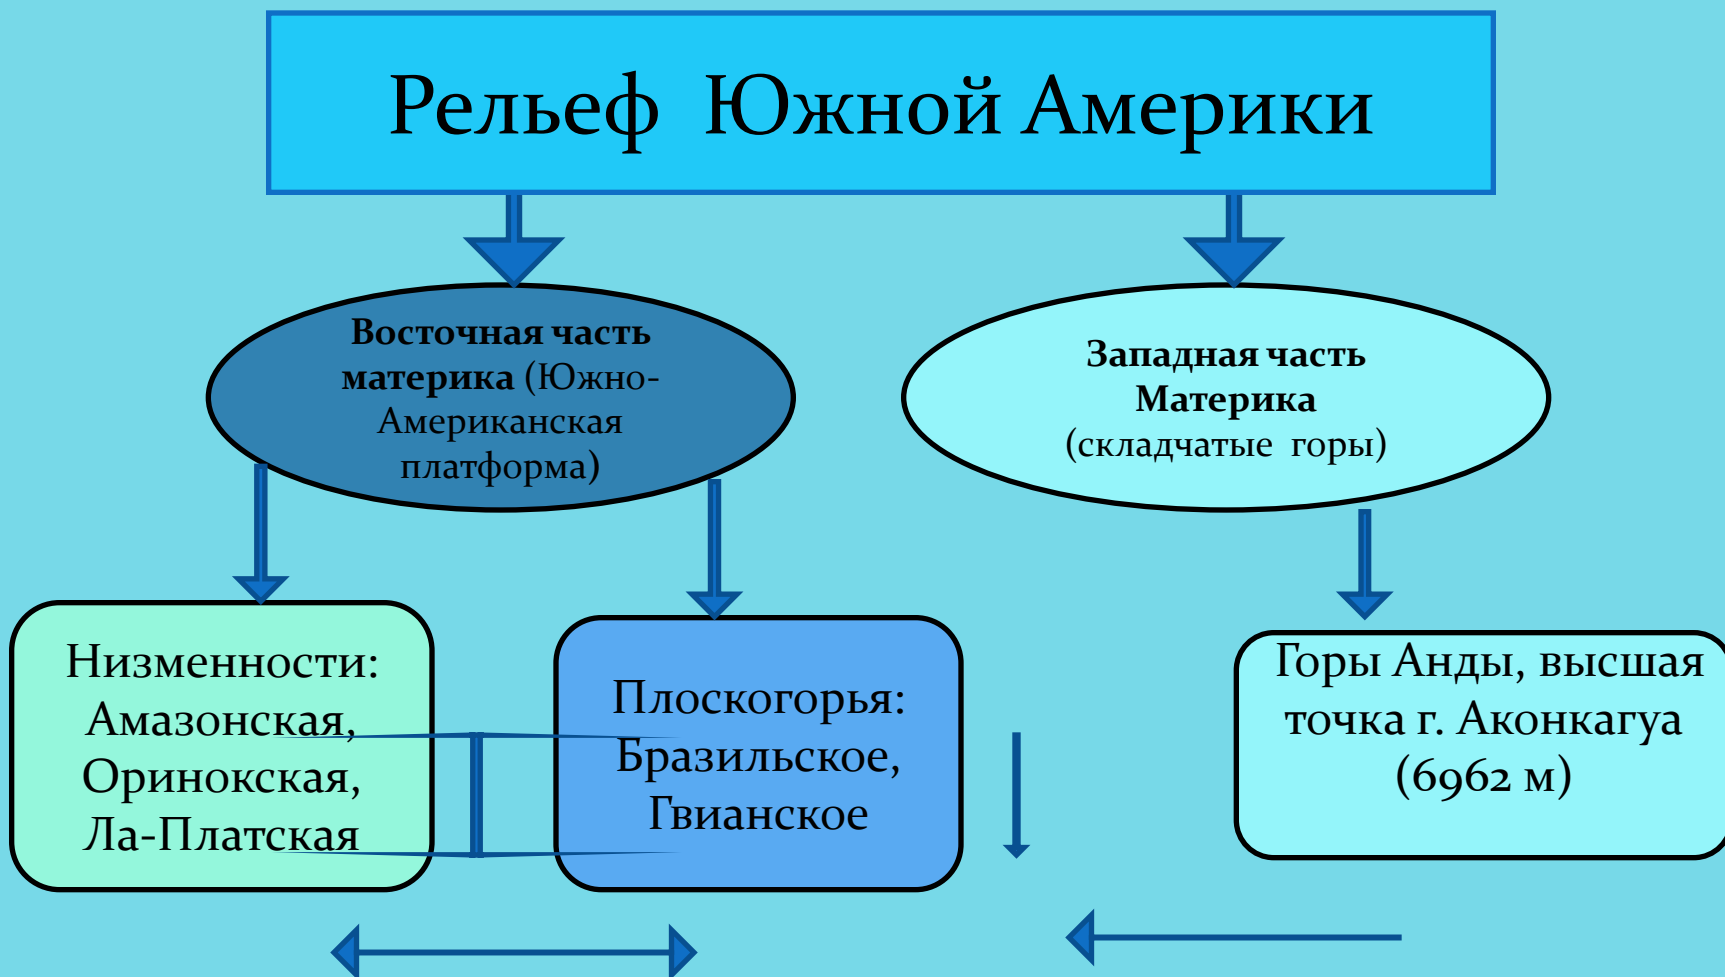 Рельеф Южной Америки
Восточная часть
материка (Южно-
Американская
платформа)
Западная часть
Материка
(складчатые горы)
Низменности:
Амазонская,
Оринокская,
Ла-Платская
Плоскогорья:
Бразильское,
Гвианское
Горы Анды, высшая
точка г. Аконкагуа
(6962 м)